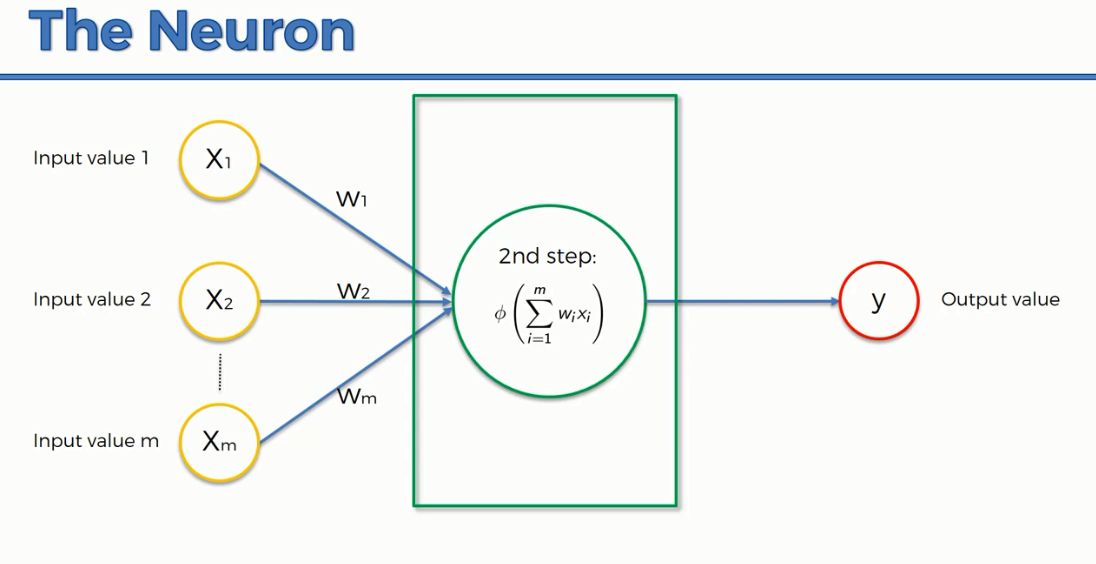 The Neuron
Input value 1
X₁
W₁
Input value 2
X₂
W₂
2nd step:
ϕ(∑ᵢ₌₁ᵐ wᵢxᵢ)
y
Output value
Wₘ
Input value m
Xₘ